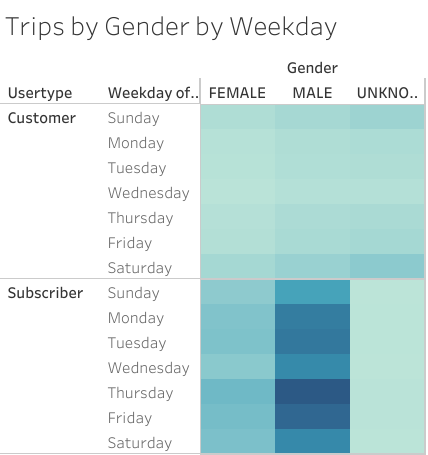 Trips by Gender by Weekday
Gender
Usertype Weekday of.. FEMALE MALE UNKNO..
Customer Sunday
Monday
Tuesday
Wednesday
Thursday
Friday
Saturday
Subscriber Sunday
Monday
Tuesday
Wednesday
Thursday
Friday
Saturday